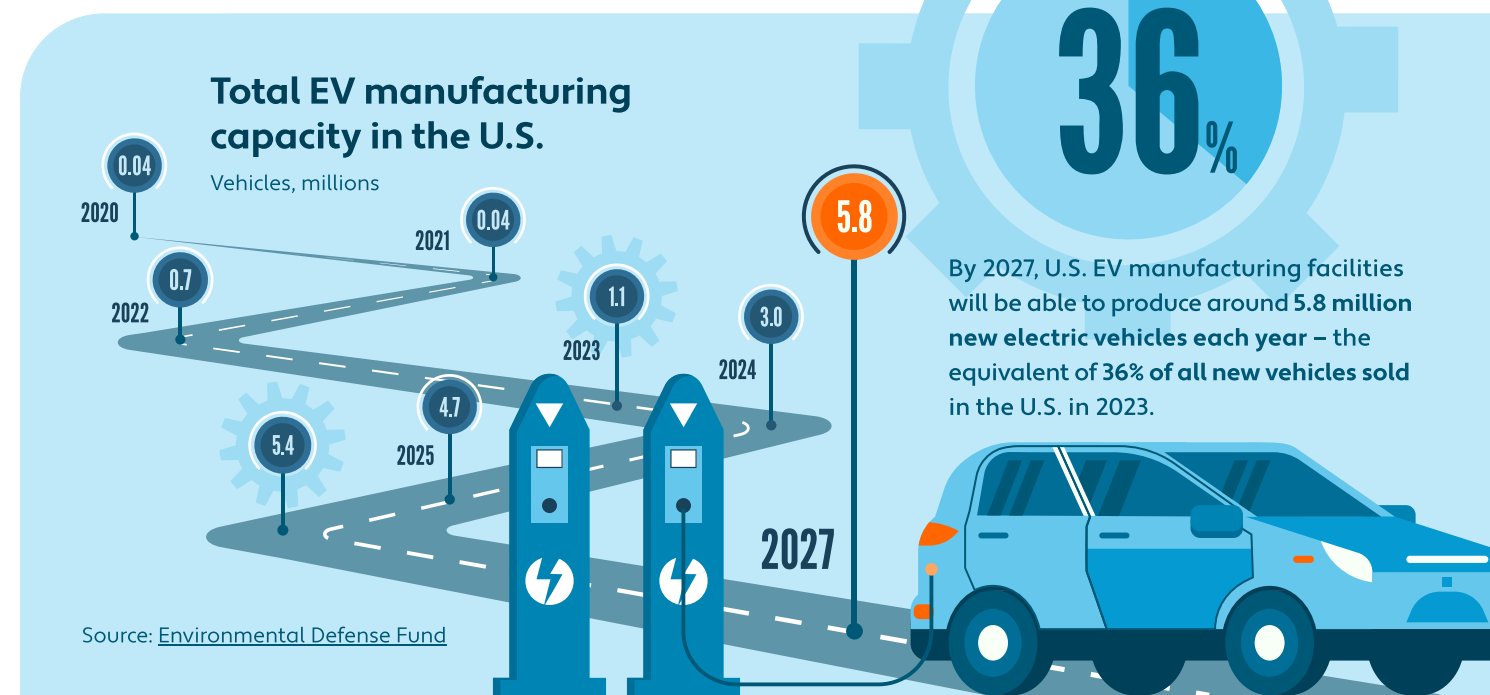 Total EV manufacturing
capacity in the U.S.
Vehicles, millions
0.04
2020
0.04
2021
0.7
2022
1.1
2023
3.0
2024
4.7
2025
5.4
5.8
2027
36%
By 2027, U.S. EV manufacturing facilities
will be able to produce around 5.8 million
new electric vehicles each year – the
equivalent of 36% of all new vehicles sold
in the U.S. in 2023.
Source: Environmental Defense Fund